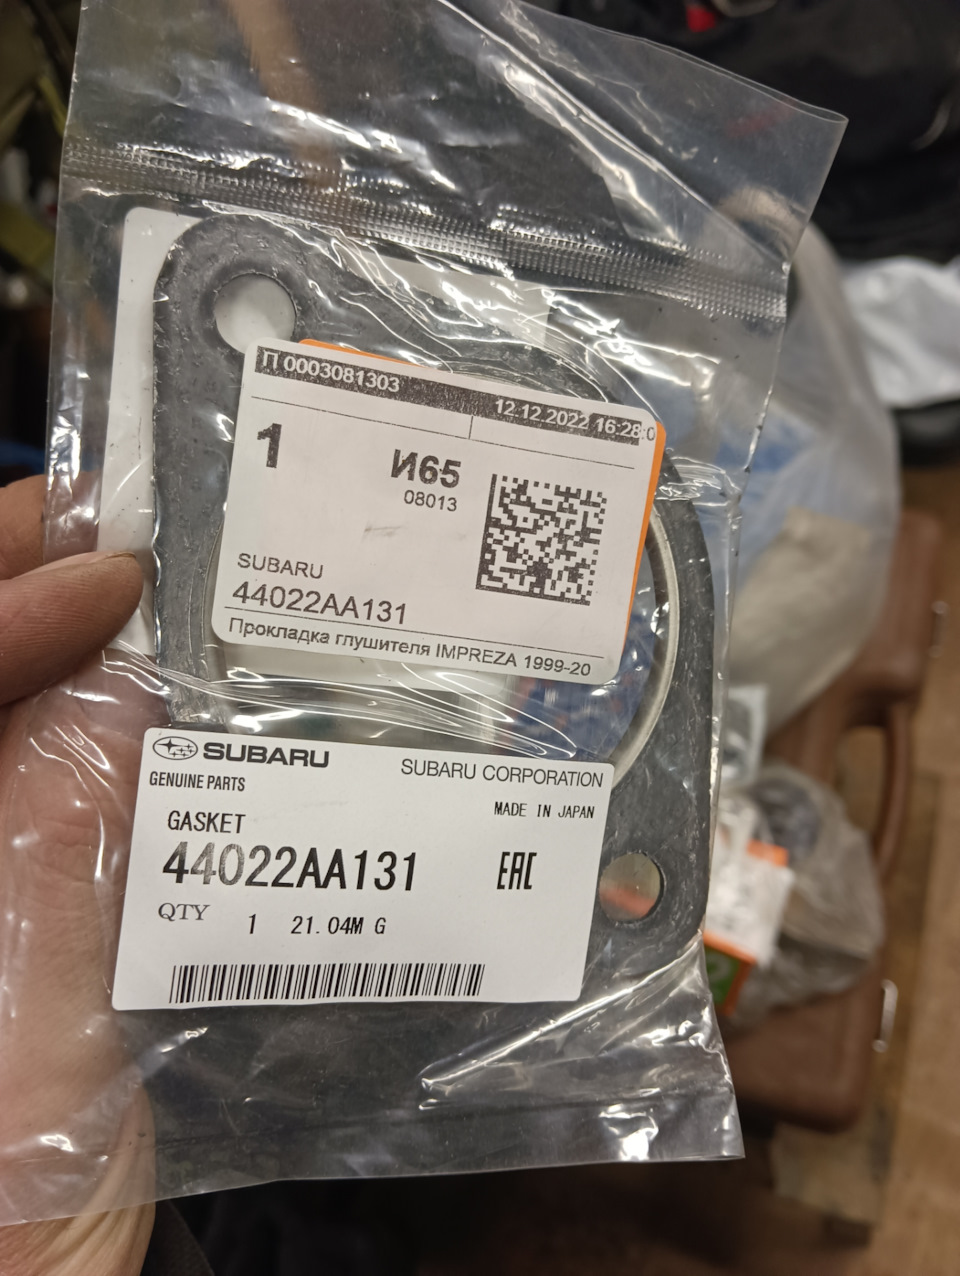 П 0003081303
12.12.2022 16:28:0
1
И65
08013
SUBARU
44022AA131
Прокладка глушителя IMPREZA 1999-20
SUBARU
SUBARU CORPORATION
GENUINE PARTS
MADE IN JAPAN
GASKET
44022AA131
EAC
QTY 1 21.04M G